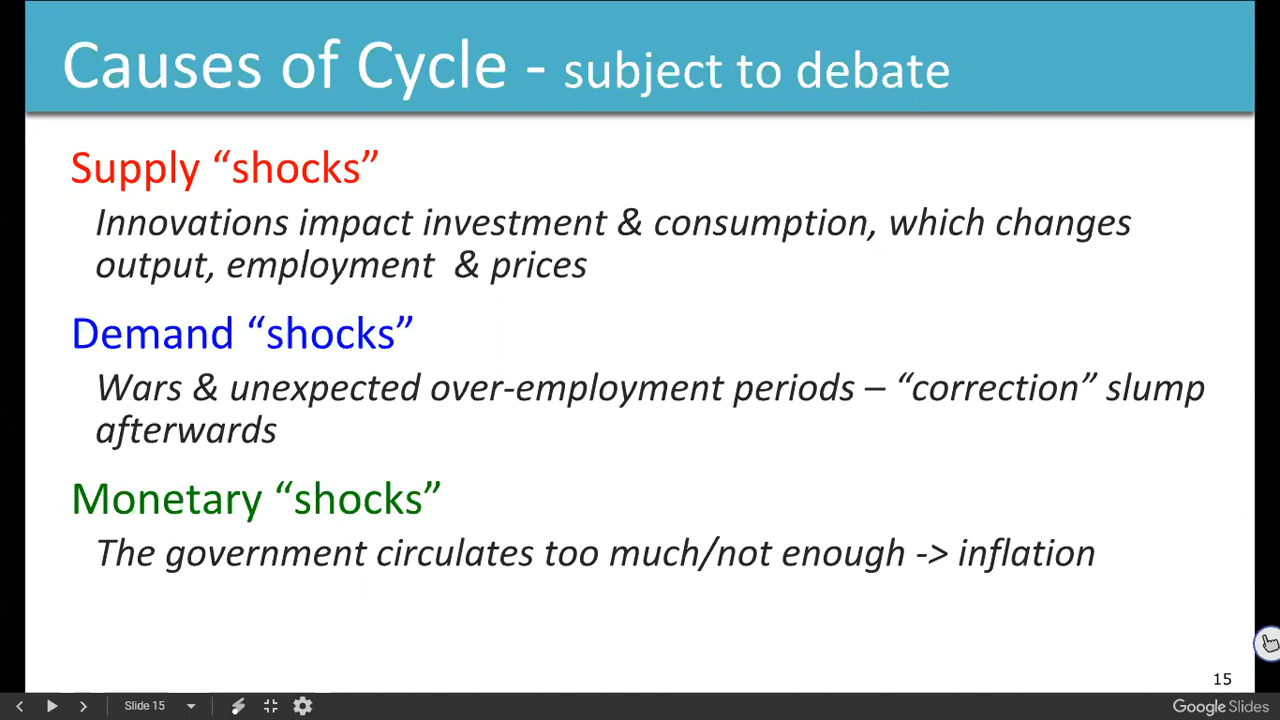 Causes of Cycle - subject to debate
Supply “shocks”
Innovations impact investment & consumption, which changes
output, employment & prices
Demand “shocks”
Wars & unexpected over-employment periods – “correction” slump
afterwards
Monetary “shocks”
The government circulates too much/not enough -> inflation
15
Slide 15
Google Slides